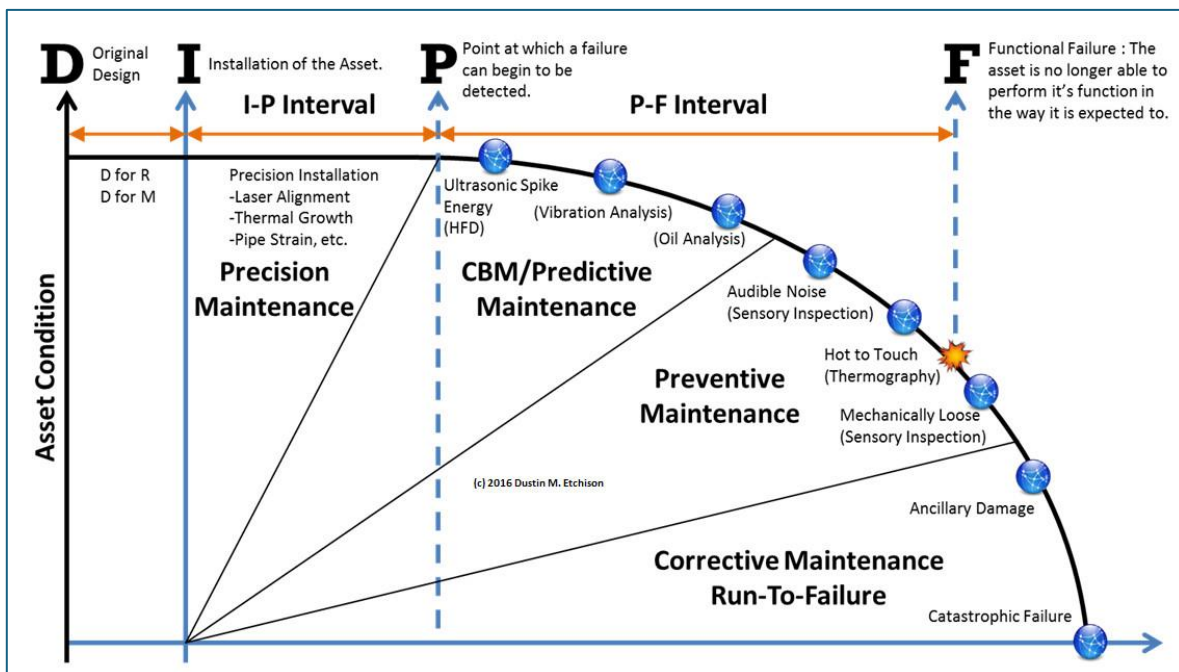 D
Original
Design
I
Installation of the Asset.
P
Point at which a failure
can begin to be
detected.
F
Functional Failure : The
asset is no longer able to
perform it's function in
the way it is expected to.
I-P Interval
P-F Interval
D for R
D for M
Precision Installation
-Laser Alignment
-Thermal Growth
-Pipe Strain, etc.
Precision
Maintenance
Ultrasonic Spike
Energy
(HFD)
(Vibration Analysis)
(Oil Analysis)
CBM/Predictive
Maintenance
Audible Noise
(Sensory Inspection)
Hot to Touch
(Thermography)
Preventive
Maintenance
Mechanically Loose
(Sensory Inspection)
Asset Condition
(c) 2016 Dustin M. Etchison
Ancillary Damage
Corrective Maintenance
Run-To-Failure
Catastrophic Failure